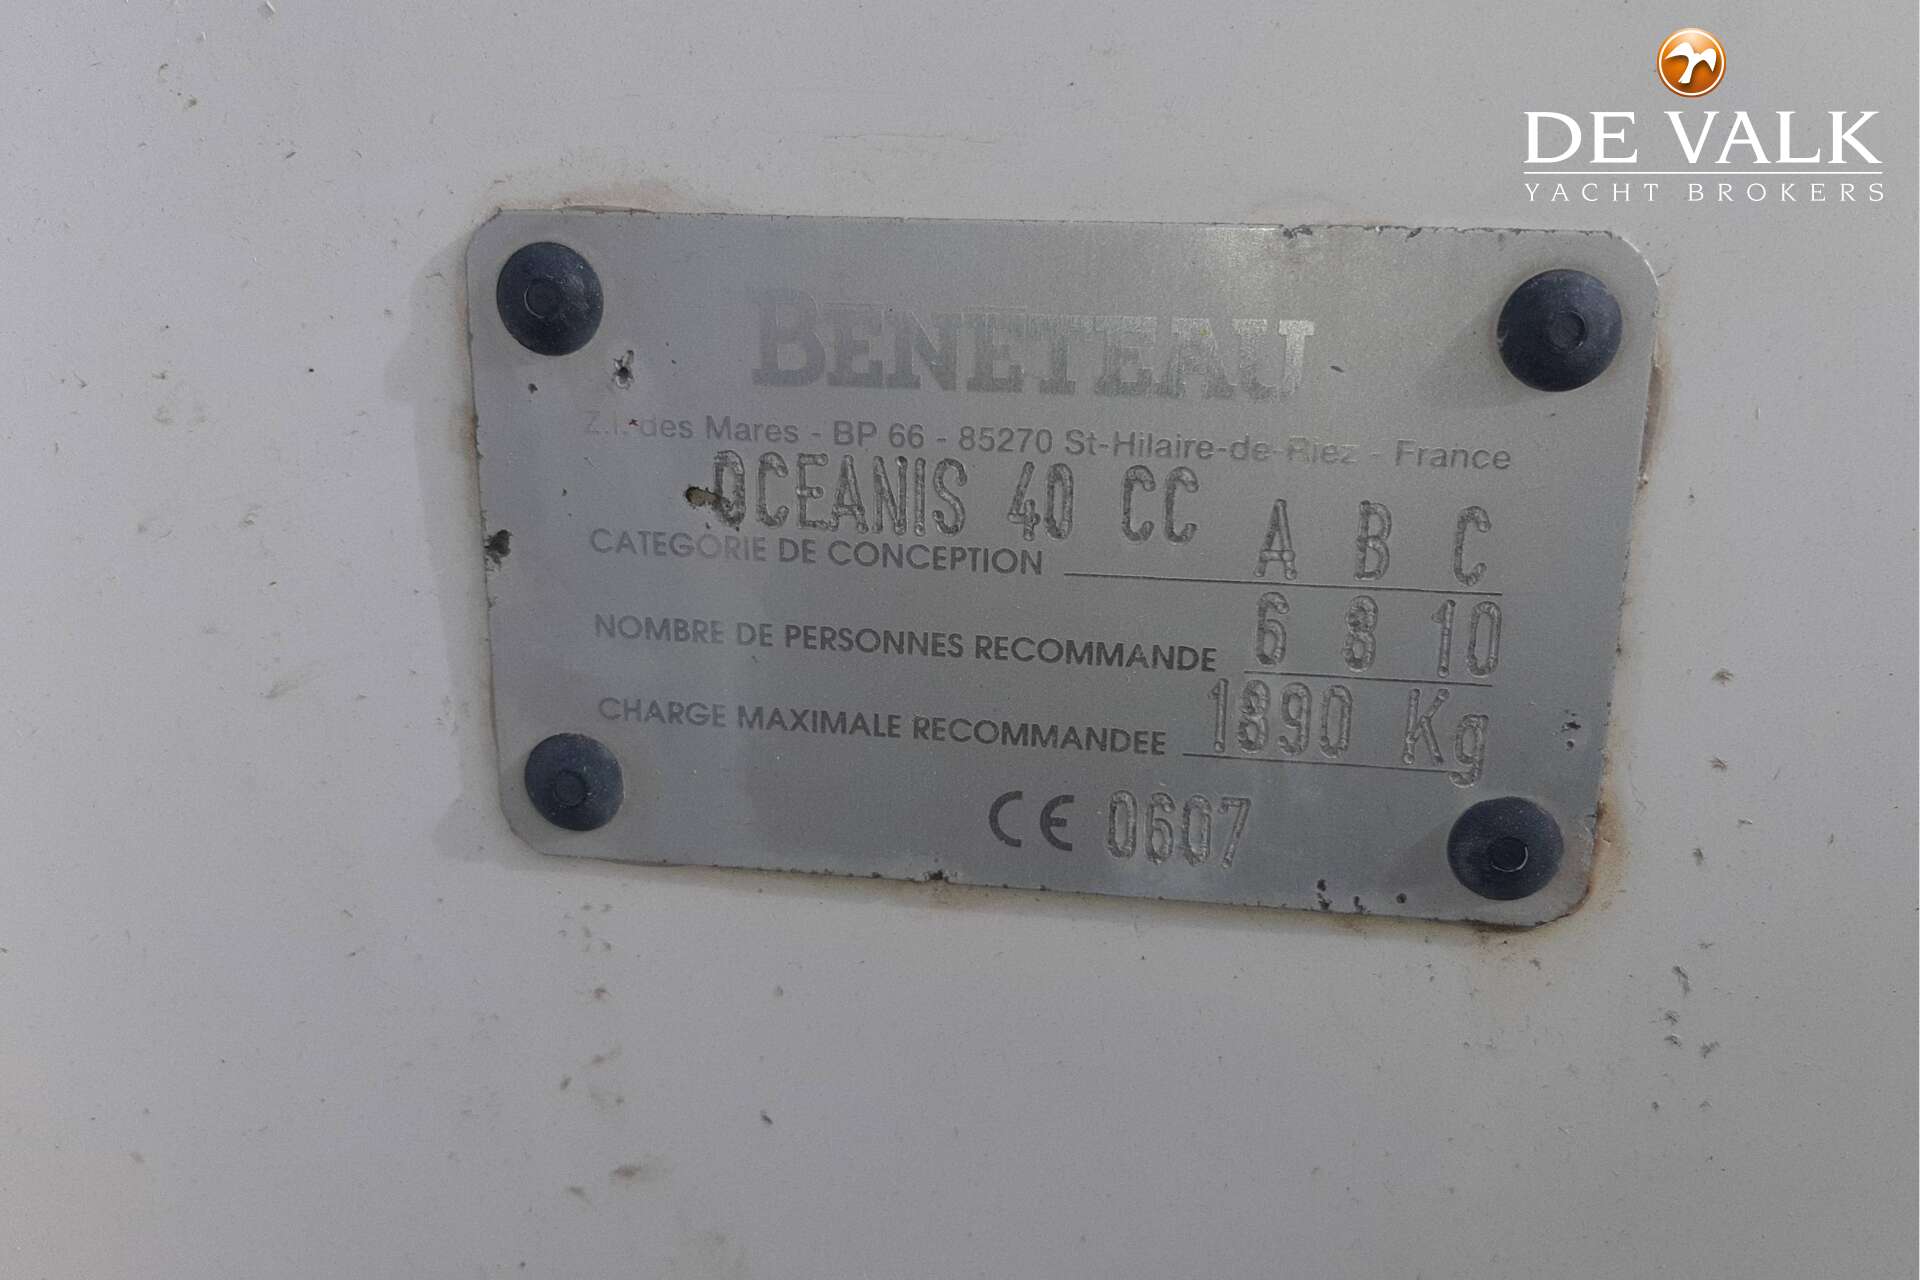 DE VALK
YACHT BROKERS
BENETEAU
Z.I. des Mares - BP 66 - 85270 St-Hilaire-de-Riez - France
OCEANIS 40 CC
CATEGORIE DE CONCEPTION A B C
NOMBRE DE PERSONNES RECOMMANDE 6 8 10
CHARGE MAXIMALE RECOMMANDEE 1890 Kg
CE 0607